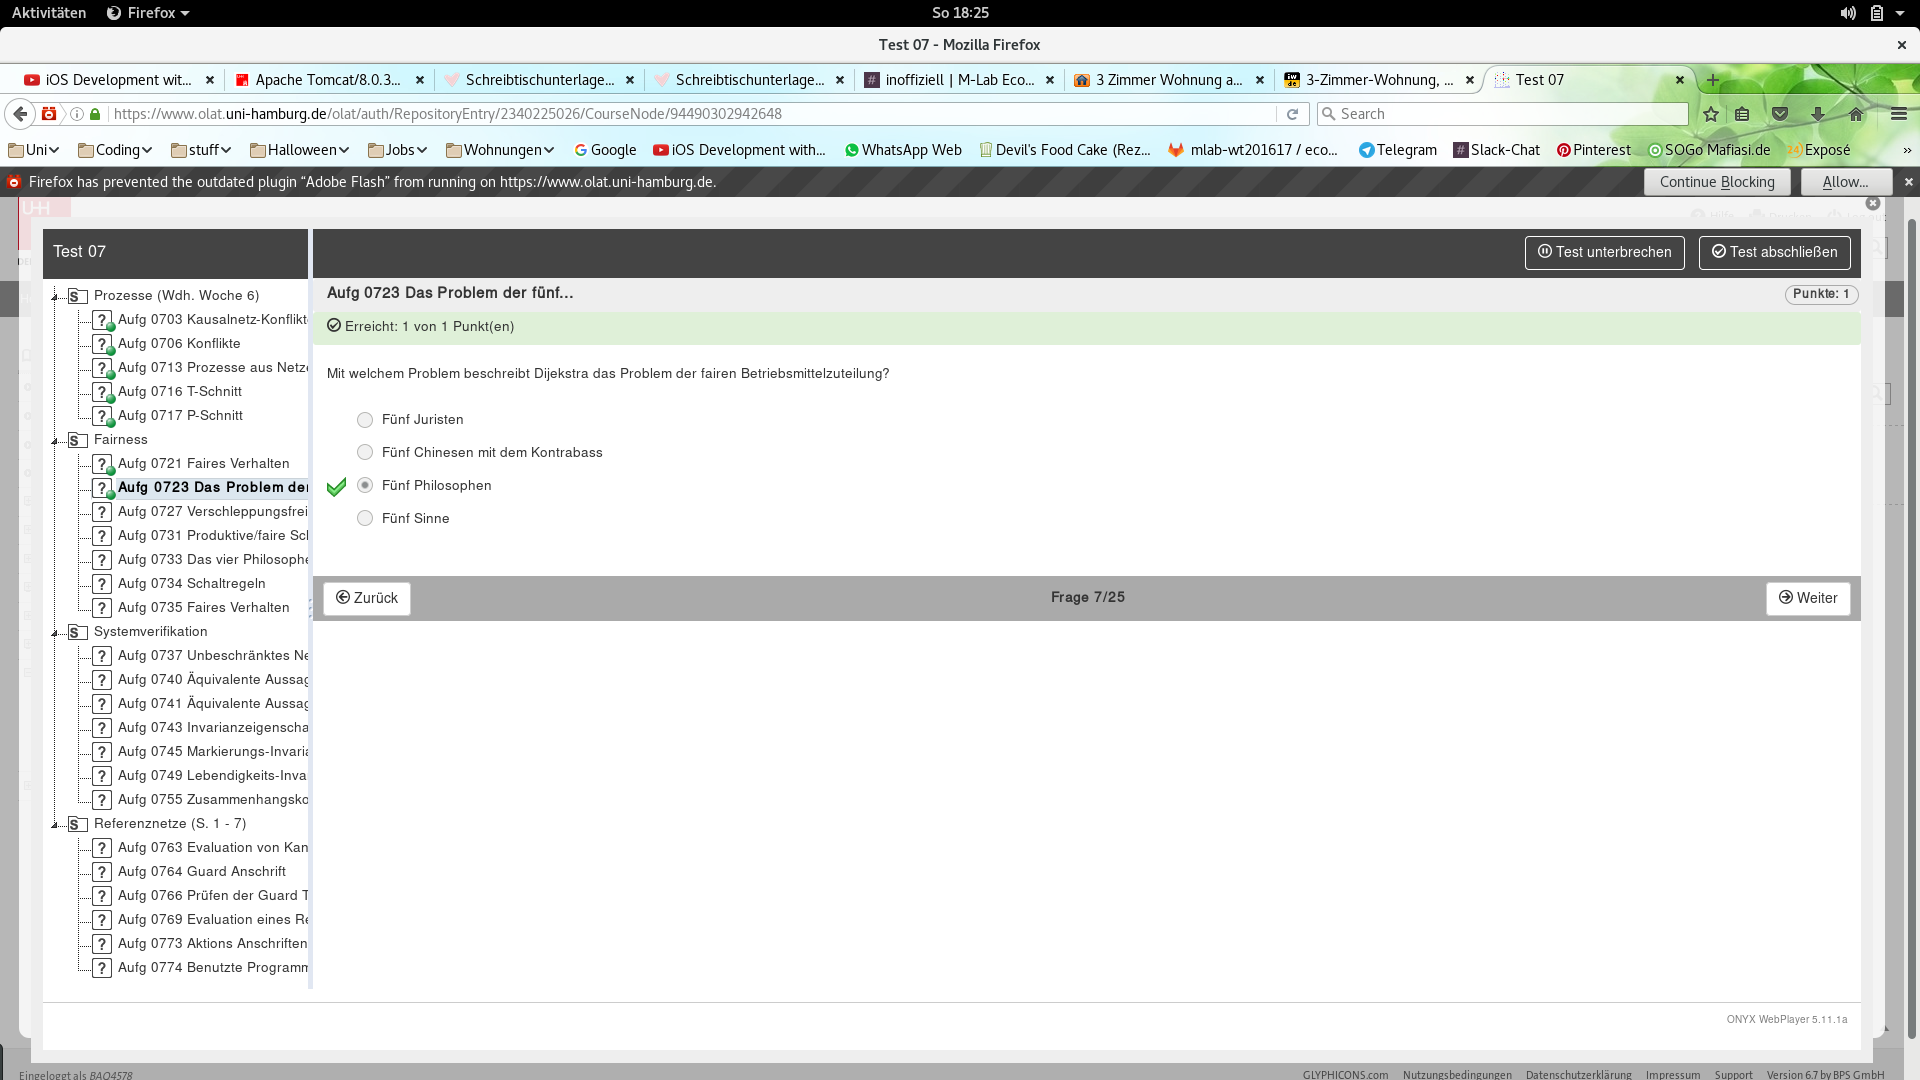 Aktivitäten
Firefox
So 18:25
Test 07 - Mozilla Firefox
iOS Development wit...
Apache Tomcat/8.0.3...
Schreibtischunterlage...
Schreibtischunterlage...
inoffiziell | M-Lab Eco...
3 Zimmer Wohnung a...
3-Zimmer-Wohnung, ...
Test 07
https://www.olat.uni-hamburg.de/olat/auth/RepositoryEntry/2340225026/CourseNode/94490302942648
Search
Uni
Coding
stuff
Halloween
Jobs
Wohnungen
Google
iOS Development with...
WhatsApp Web
Devil's Food Cake (Rez...
mlab-wt201617 / eco...
Telegram
Slack-Chat
Pinterest
SOGo Mafiasi.de
Exposé
Firefox has prevented the outdated plugin “Adobe Flash” from running on https://www.olat.uni-hamburg.de.
Continue Blocking
Allow...
Test 07
Test unterbrechen
Test abschließen
Prozesse (Wdh. Woche 6)
Aufg 0703 Kausalnetz-Konflikt
Aufg 0706 Konflikte
Aufg 0713 Prozesse aus Netz
Aufg 0716 T-Schnitt
Aufg 0717 P-Schnitt
Fairness
Aufg 0721 Faires Verhalten
Aufg 0723 Das Problem der
Aufg 0727 Verschleppungsfrei
Aufg 0731 Produktive/faire Sc
Aufg 0733 Das vier Philosoph
Aufg 0734 Schaltregeln
Aufg 0735 Faires Verhalten
Systemverifikation
Aufg 0737 Unbeschränktes Ne
Aufg 0740 Äquivalente Aussag
Aufg 0741 Äquivalente Aussag
Aufg 0743 Invarianzeigenscha
Aufg 0745 Markierungs-Invaria
Aufg 0749 Lebendigkeits-Inva
Aufg 0755 Zusammenhangsko
Referenznetze (S. 1 - 7)
Aufg 0763 Evaluation von Kan
Aufg 0764 Guard Anschrift
Aufg 0766 Prüfen der Guard T
Aufg 0769 Evaluation eines Re
Aufg 0773 Aktions Anschriften
Aufg 0774 Benutzte Program
Aufg 0723 Das Problem der fünf...
Punkte: 1
Erreicht: 1 von 1 Punkt(en)
Mit welchem Problem beschreibt Dijekstra das Problem der fairen Betriebsmittelzuteilung?
Fünf Juristen
Fünf Chinesen mit dem Kontrabass
Fünf Philosophen
Fünf Sinne
Zurück
Frage 7/25
Weiter
ONYX WebPlayer 5.11.1a
Eingeloggt als BAQ4578
GLYPHICONS.com
Nutzungsbedingungen
Datenschutzerklärung
Impressum
Support
Version 6.7 by BPS GmbH